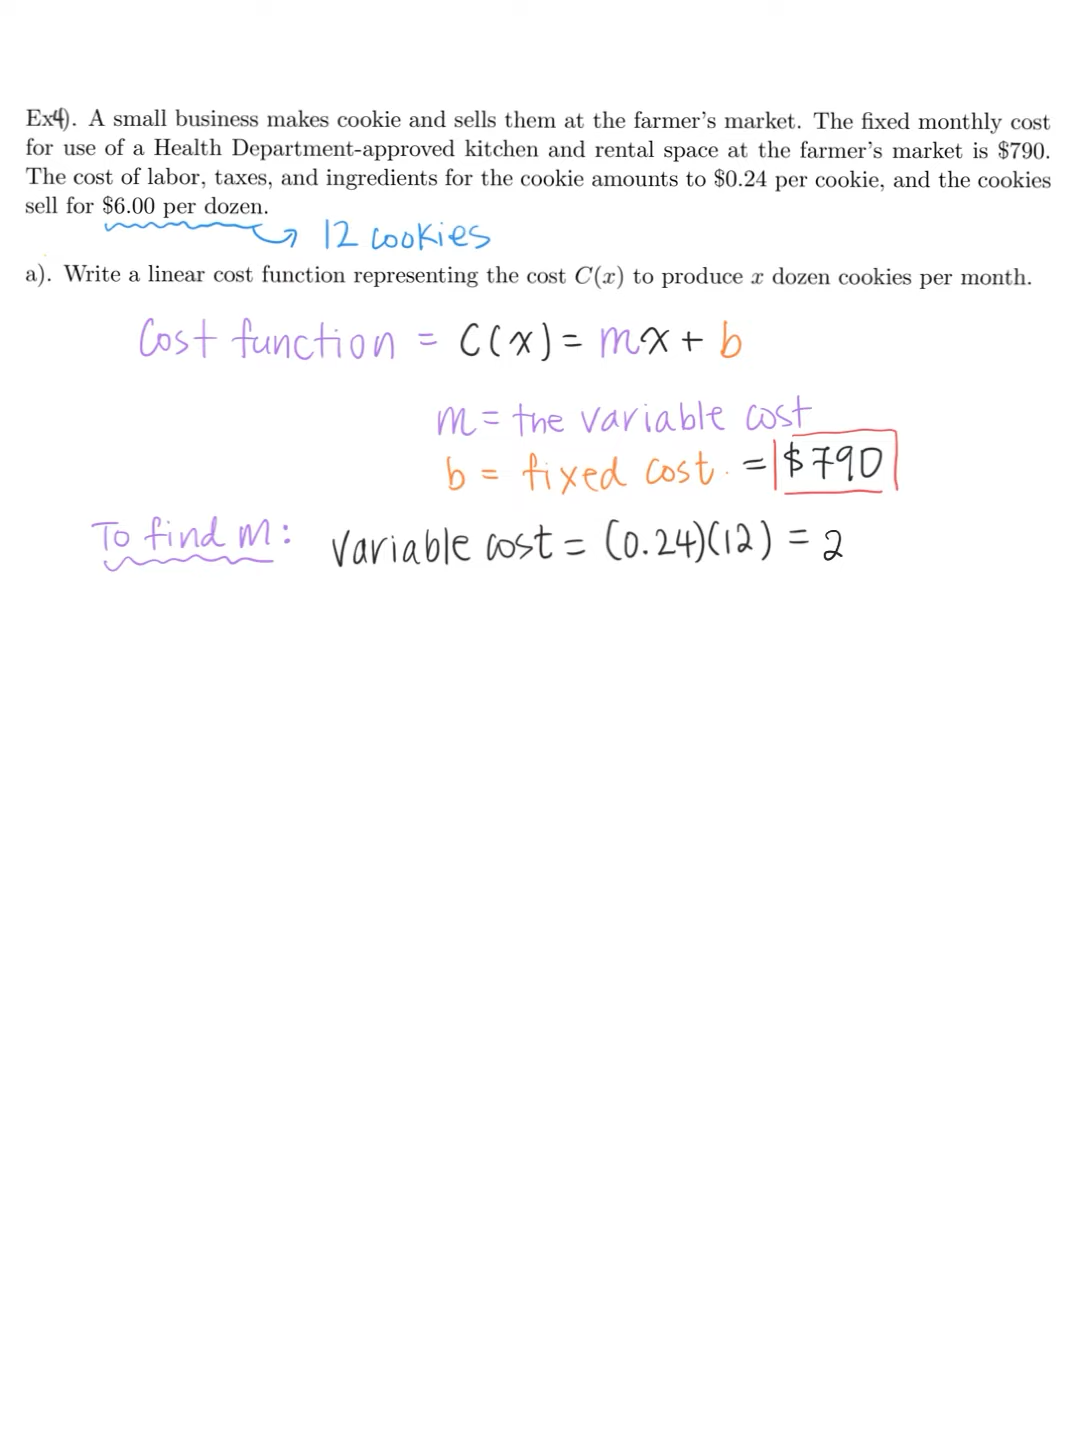 Ex4). A small business makes cookie and sells them at the farmer's market. The fixed monthly cost
for use of a Health Department-approved kitchen and rental space at the farmer's market is $790.
The cost of labor, taxes, and ingredients for the cookie amounts to $0.24 per cookie, and the cookies
sell for $6.00 per dozen.
12 cookies
a). Write a linear cost function representing the cost C(x) to produce x dozen cookies per month.
Cost function = C(x) = mx + b
m = the variable cost
b = fixed cost. = $790
To find m: Variable cost = (0.24)(12) = 2